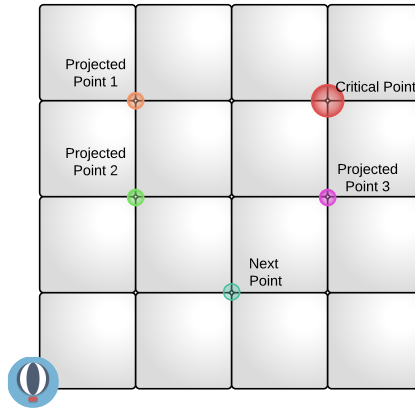 Projected
Point 1
Critical Point
Projected
Point 2
Projected
Point 3
Next
Point